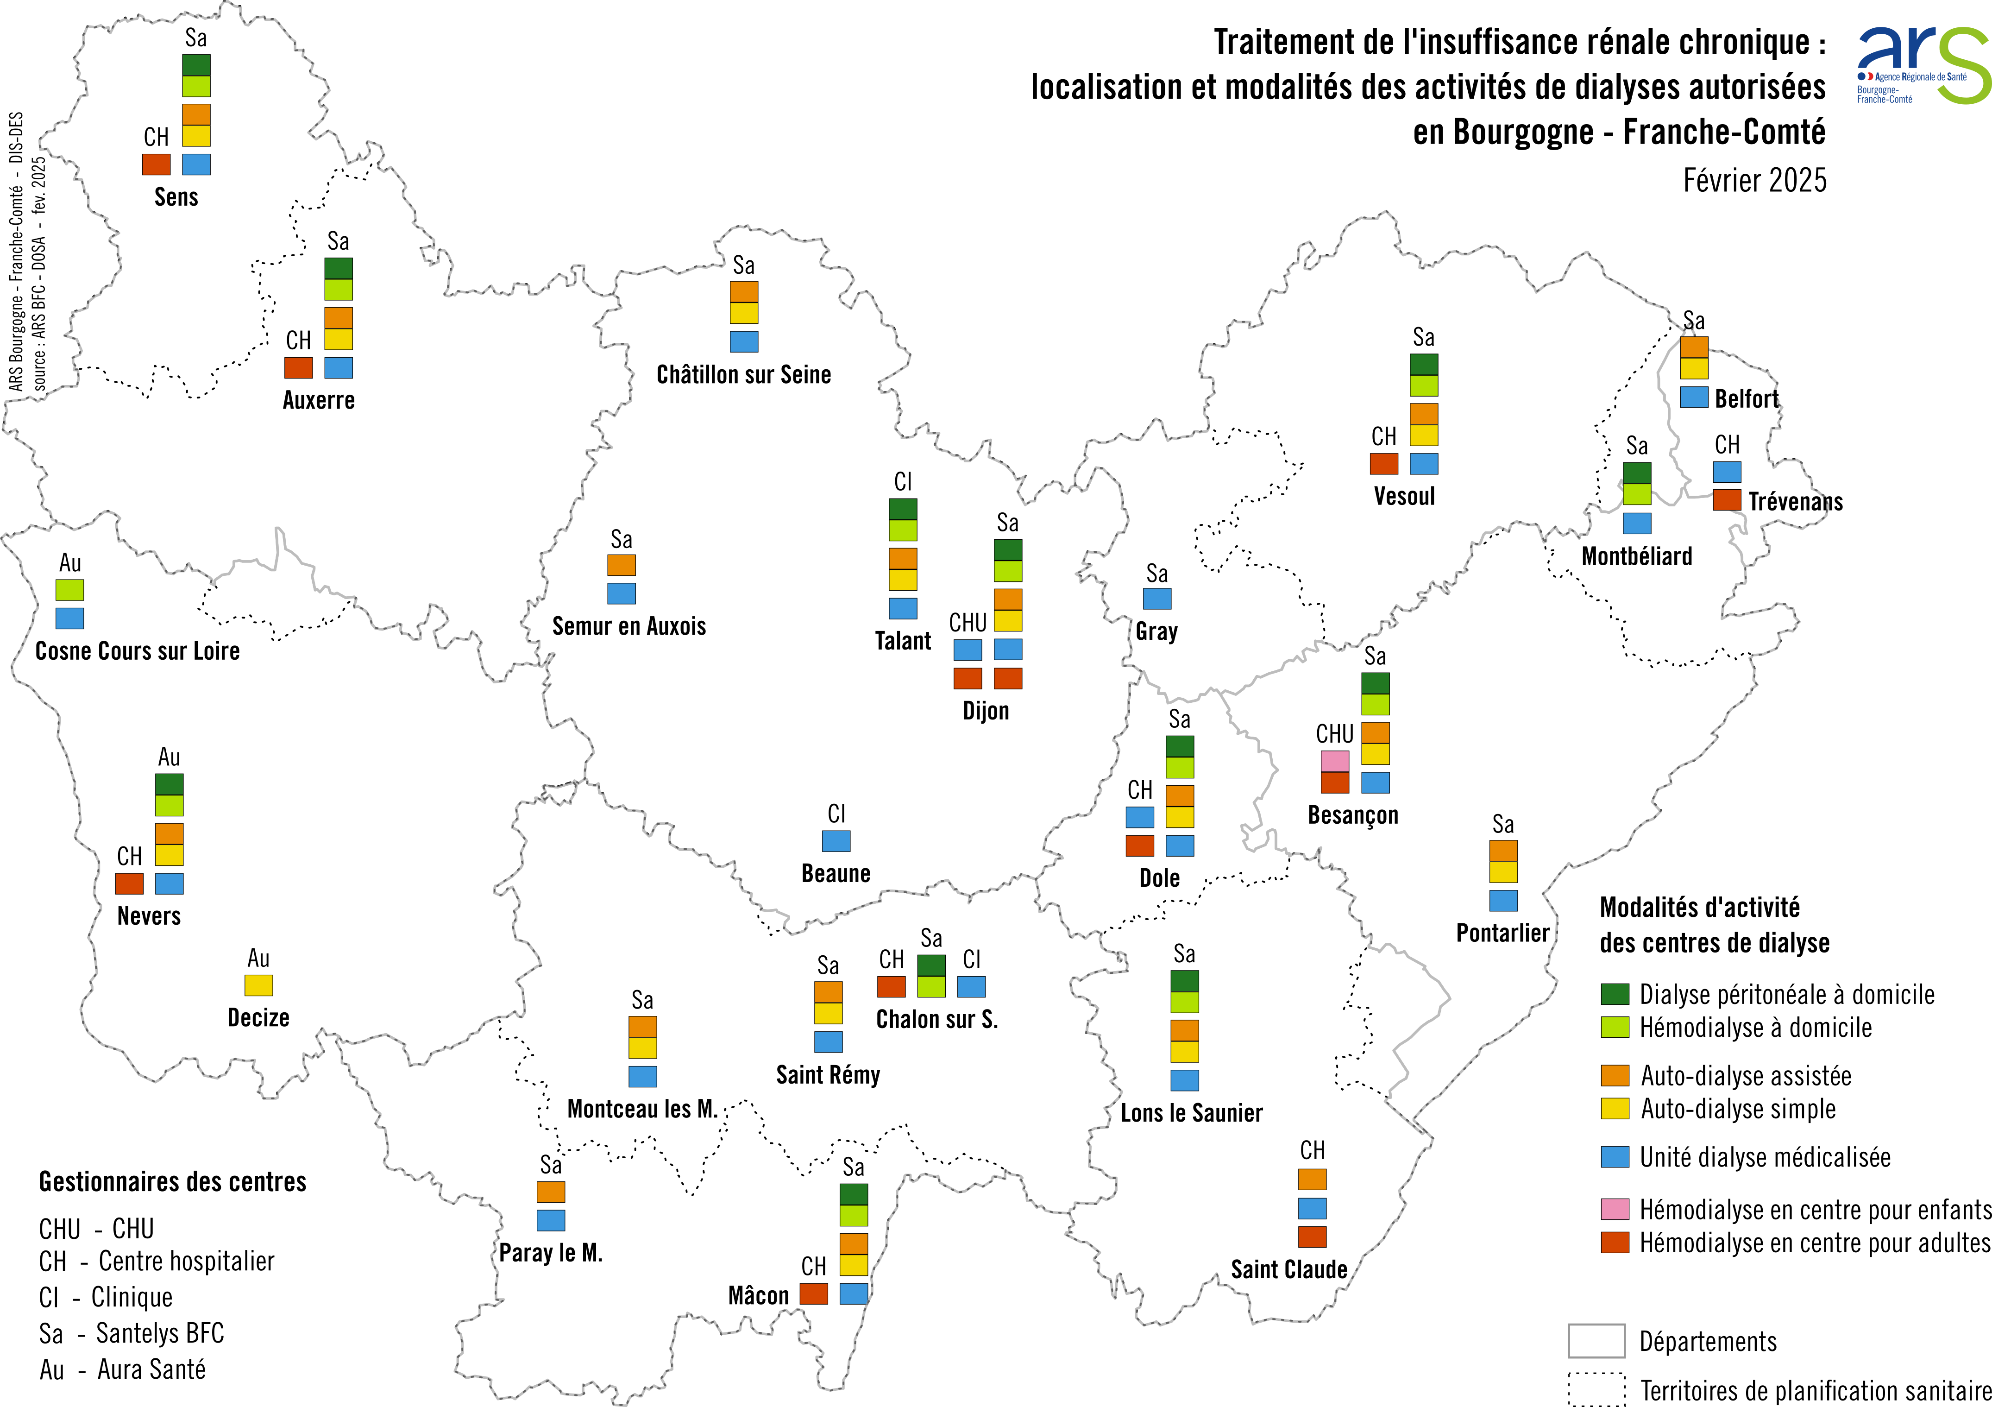 Traitement de l'insuffisance rénale chronique :
localisation et modalités des activités de dialyses autorisées
en Bourgogne - Franche-Comté
Février 2025
ars
Agence Régionale de Santé
Bourgogne-
Franche-Comté
ARS Bourgogne - Franche-Comté - DIS-DES
source : ARS BFC - DOSA - fev. 2025
Sa
CH
Sens
Sa
CH
Auxerre
Sa
Châtillon sur Seine
Sa
CH
Vesoul
Sa
Belfort
CH
Trévenans
Sa
Montbéliard
Au
Cosne Cours sur Loire
Sa
Semur en Auxois
Cl
Talant
Sa
CHU
Dijon
Sa
Gray
Sa
CHU
Besançon
Sa
CH
Dole
Au
CH
Nevers
Au
Decize
Cl
Beaune
Sa
Pontarlier
Sa
Montceau les M.
Sa
Saint Rémy
CH
Sa
Cl
Chalon sur S.
Sa
Lons le Saunier
Sa
Paray le M.
Sa
CH
Mâcon
CH
Saint Claude
Gestionnaires des centres
CHU - CHU
CH - Centre hospitalier
Cl - Clinique
Sa - Santelys BFC
Au - Aura Santé
Modalités d'activité
des centres de dialyse
Dialyse péritonéale à domicile
Hémodialyse à domicile
Auto-dialyse assistée
Auto-dialyse simple
Unité dialyse médicalisée
Hémodialyse en centre pour enfants
Hémodialyse en centre pour adultes
Départements
Territoires de planification sanitaire